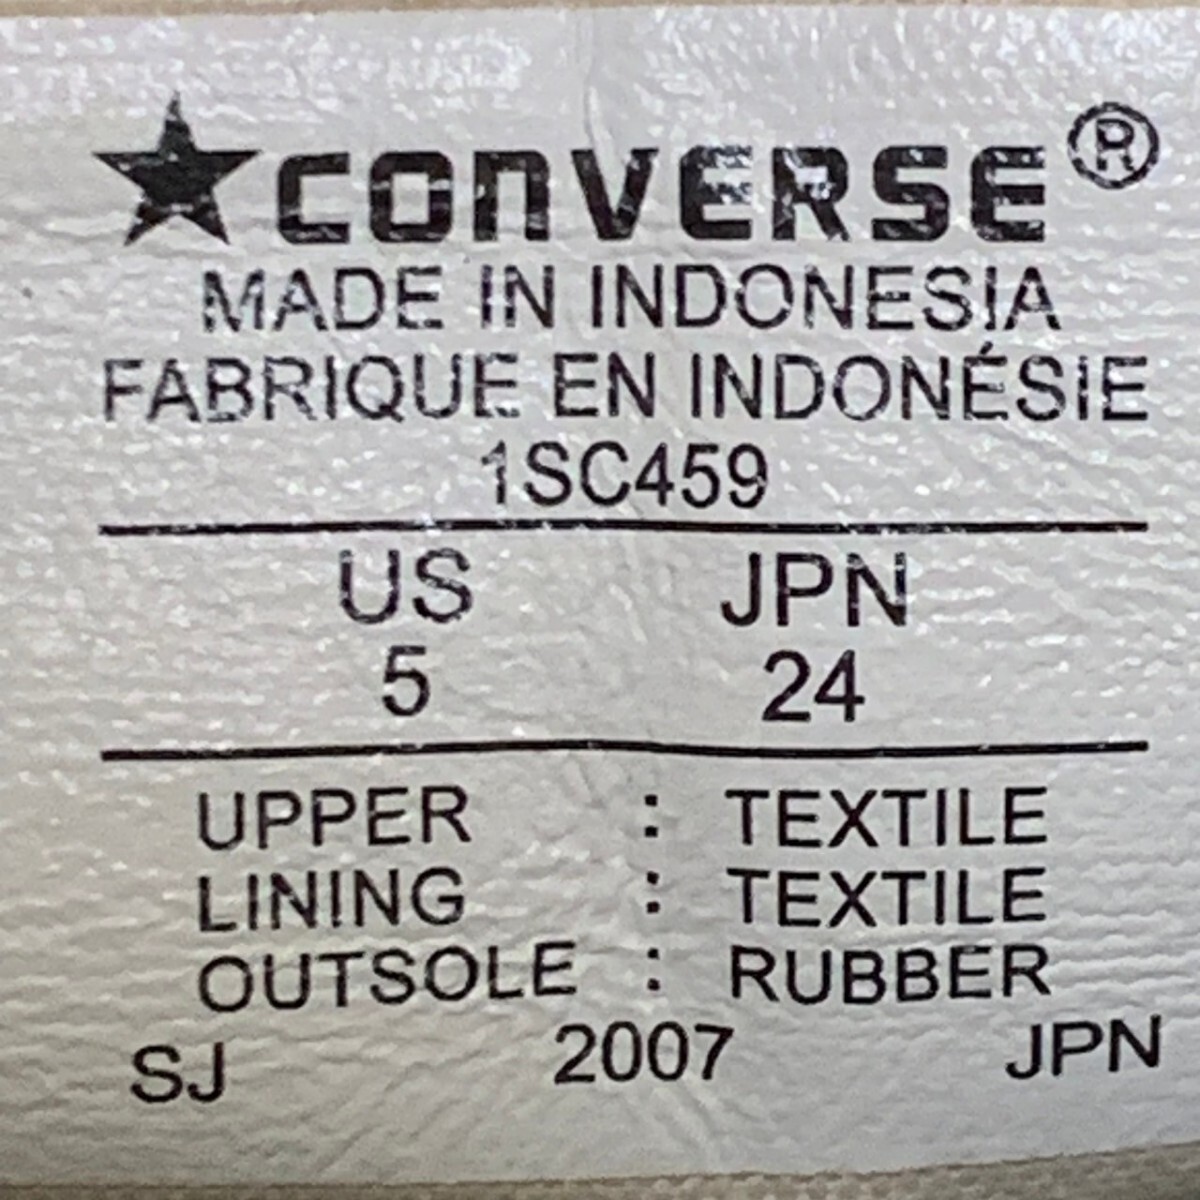 ★CONVERSE®
MADE IN INDONESIA
FABRIQUE EN INDONÉSIE
1SC459
US JPN
5 24
UPPER : TEXTILE
LINING : TEXTILE
OUTSOLE : RUBBER
SJ 2007 JPN